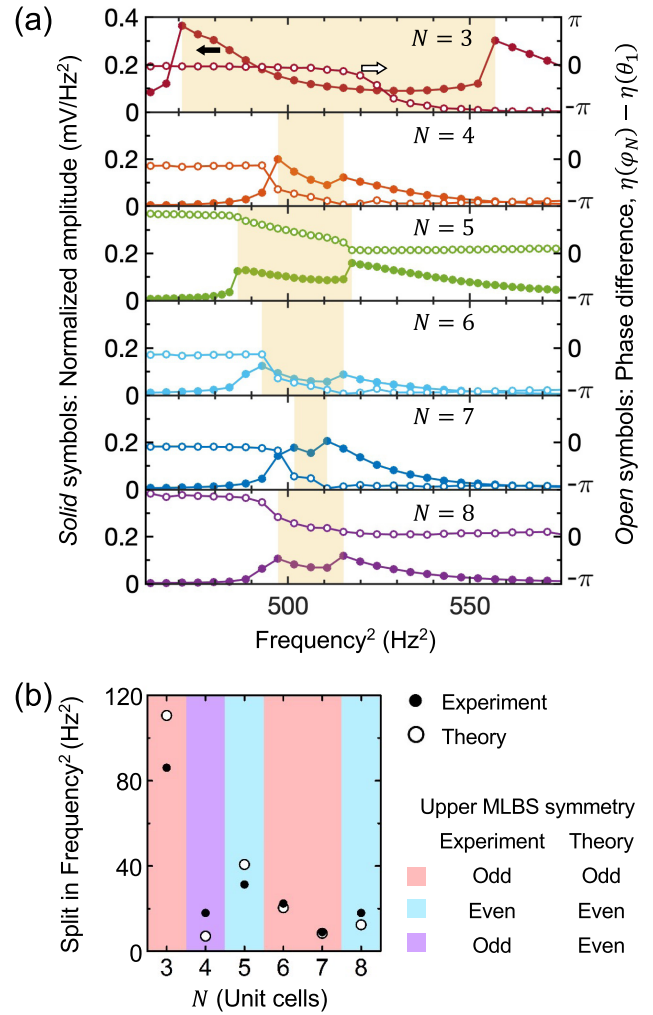 (a)
Solid symbols: Normalized amplitude (mV/Hz²)
Open symbols: Phase difference, η(φ_N) − η(θ₁)
0.4
0.2
0
N = 3
π
0
−π
0.2
0
N = 4
0
−π
0.2
0
N = 5
0
−π
0.2
0
N = 6
0
−π
0.2
0
N = 7
0
−π
0.2
0
N = 8
0
−π
500 550
Frequency² (Hz²)
(b)
Split in Frequency² (Hz²)
120
80
40
0
3 4 5 6 7 8
N (Unit cells)
Experiment
Theory
Upper MLBS symmetry
Experiment Theory
Odd Odd
Even Even
Odd Even